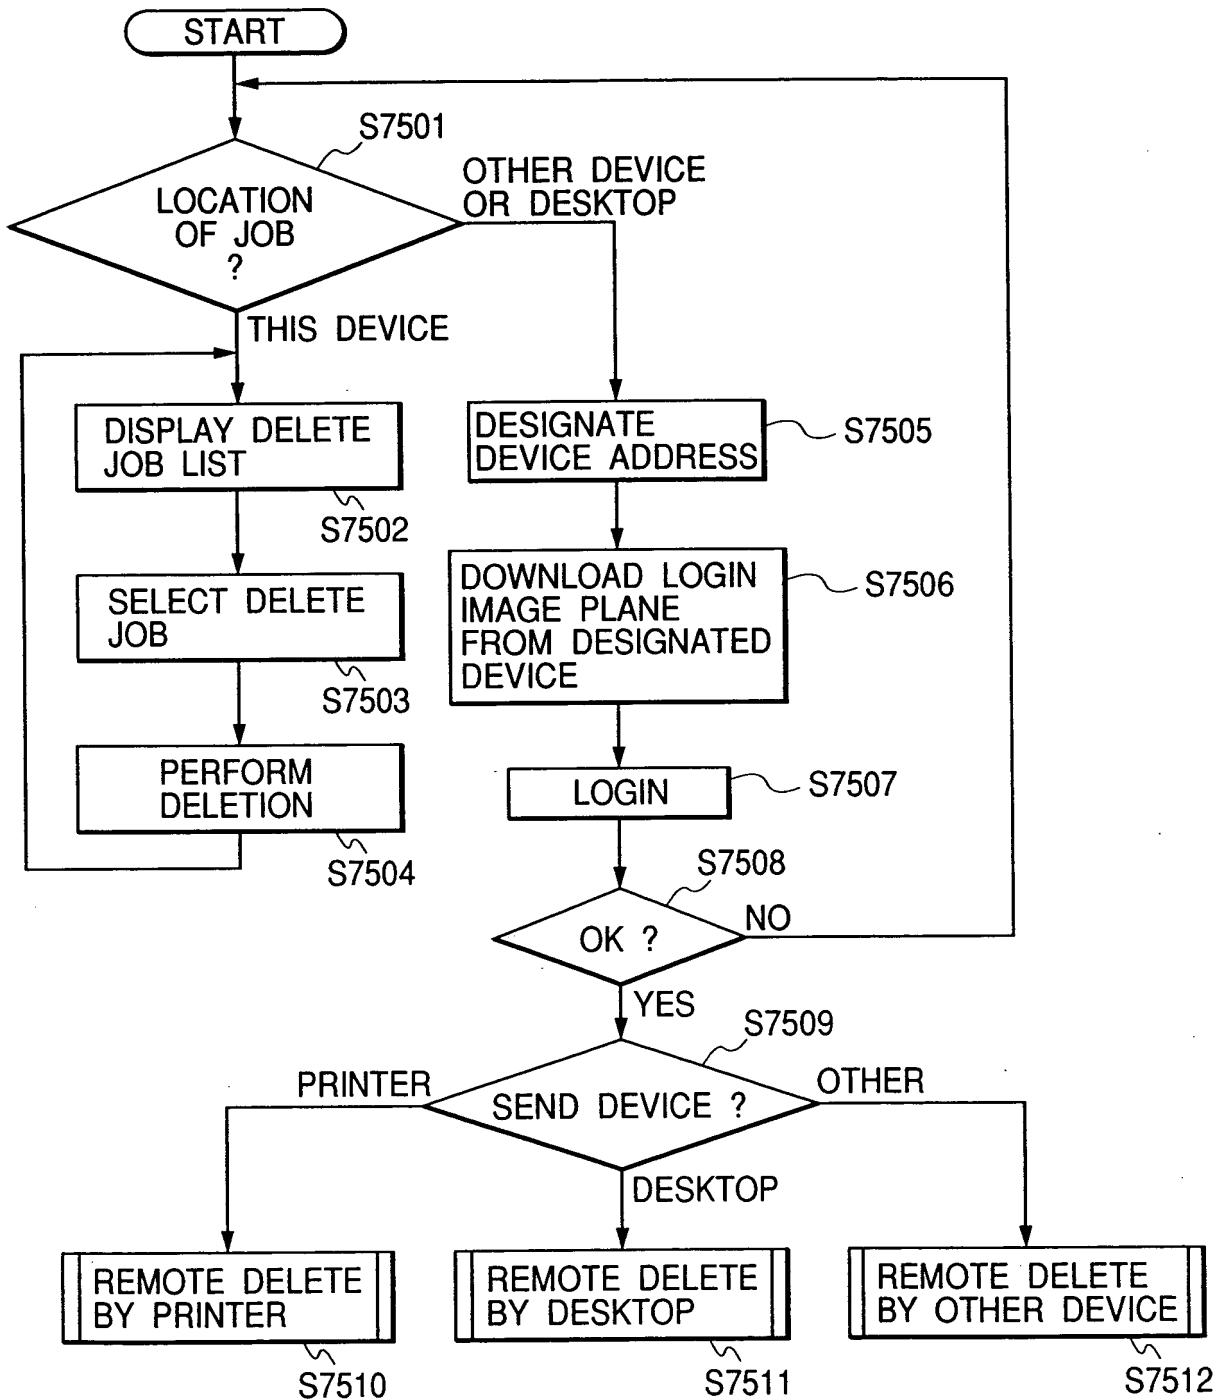 START
S7501
LOCATION
OF JOB
?
OTHER DEVICE
OR DESKTOP
THIS DEVICE
DISPLAY DELETE
JOB LIST
S7502
SELECT DELETE
JOB
S7503
PERFORM
DELETION
S7504
DESIGNATE
DEVICE ADDRESS
S7505
DOWNLOAD LOGIN
IMAGE PLANE
FROM DESIGNATED
DEVICE
S7506
LOGIN
S7507
S7508
OK ?
NO
YES
S7509
SEND DEVICE ?
PRINTER
OTHER
DESKTOP
REMOTE DELETE
BY PRINTER
S7510
REMOTE DELETE
BY DESKTOP
S7511
REMOTE DELETE
BY OTHER DEVICE
S7512